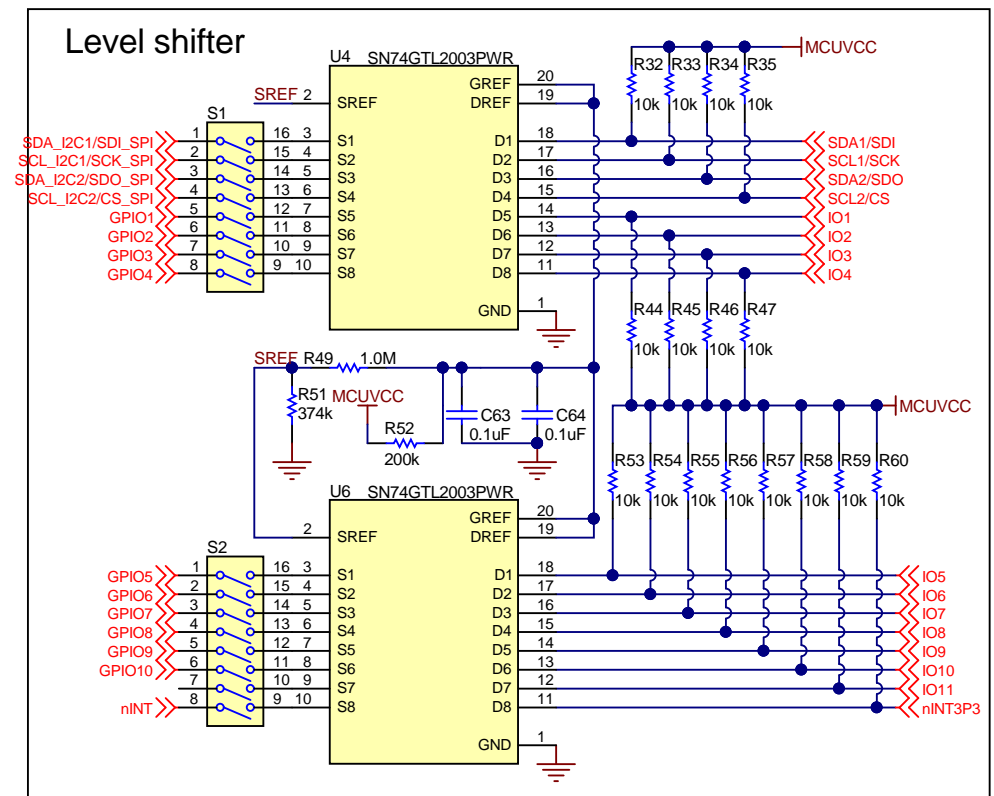 Level shifter
MCUVCC
U4 SN74GTL2003PWR
R32 R33 R34 R35
10k 10k 10k 10k
GREF 20
DREF 19
SREF 2 SREF
S1
SDA_I2C1/SDI_SPI 1 16 3 S1 D1 18 SDA1/SDI
SCL_I2C1/SCK_SPI 2 15 4 S2 D2 17 SCL1/SCK
SDA_I2C2/SDO_SPI 3 14 5 S3 D3 16 SDA2/SDO
SCL_I2C2/CS_SPI 4 13 6 S4 D4 15 SCL2/CS
GPIO1 5 12 7 S5 D5 14 IO1
GPIO2 6 11 8 S6 D6 13 IO2
GPIO3 7 10 9 S7 D7 12 IO3
GPIO4 8 9 10 S8 D8 11 IO4
GND 1
R44 R45 R46 R47
10k 10k 10k 10k
SREF R49 1.0M
R51
374k
MCUVCC
R52
200k
C63
0.1uF
C64
0.1uF
MCUVCC
R53 R54 R55 R56 R57 R58 R59 R60
10k 10k 10k 10k 10k 10k 10k 10k
U6 SN74GTL2003PWR
GREF 20
DREF 19
2 SREF
S2
GPIO5 1 16 3 S1 D1 18 IO5
GPIO6 2 15 4 S2 D2 17 IO6
GPIO7 3 14 5 S3 D3 16 IO7
GPIO8 4 13 6 S4 D4 15 IO8
GPIO9 5 12 7 S5 D5 14 IO9
GPIO10 6 11 8 S6 D6 13 IO10
7 10 9 S7 D7 12 IO11
nINT 8 9 10 S8 D8 11 nINT3P3
GND 1